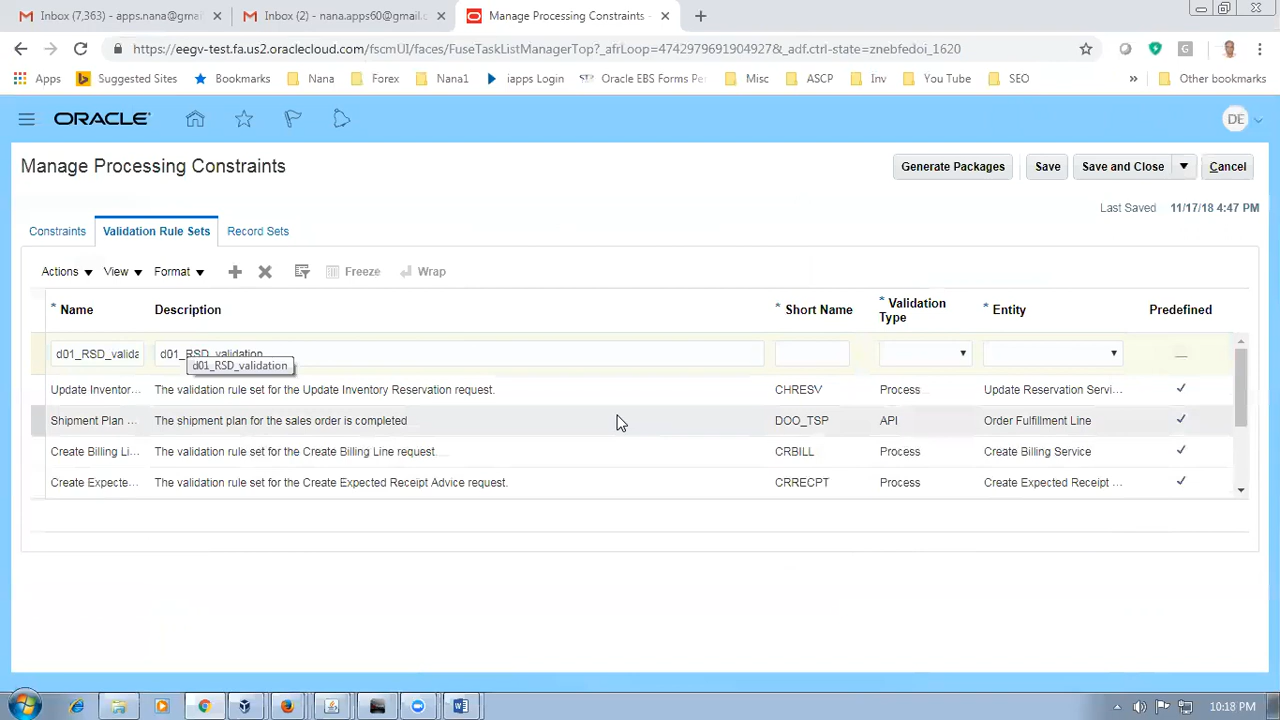 Inbox (7,363) - apps.nana@gma
Inbox (2) - nana.apps60@gmail.c
Manage Processing Constraints -
https://eegv-test.fa.us2.oraclecloud.com/fscmUI/faces/FuseTaskListManagerTop?_afrLoop=47429796919049​27&_adf.ctrl-state=znebfedoi_1620
Apps Suggested Sites Bookmarks Nana Forex Nana1 iapps Login Oracle EBS Forms Pe Misc ASCP Inv You Tube SEO » Other bookmarks
ORACLE DE
Manage Processing Constraints Generate Packages Save Save and Close Cancel
Last Saved 11/17/18 4:47 PM
Constraints Validation Rule Sets Record Sets
Actions View Format Freeze Wrap
* Name Description * Short Name * Validation Type * Entity Predefined
d01_RSD_valida d01_RSD_validation
d01_RSD_validation
Update Inventor... The validation rule set for the Update Inventory Reservation request. CHRESV Process Update Reservation Servi...
Shipment Plan ... The shipment plan for the sales order is completed DOO_TSP API Order Fulfillment Line
Create Billing Li... The validation rule set for the Create Billing Line request. CRBILL Process Create Billing Service
Create Expecte... The validation rule set for the Create Expected Receipt Advice request. CRRECPT Process Create Expected Receipt ...
10:18 PM